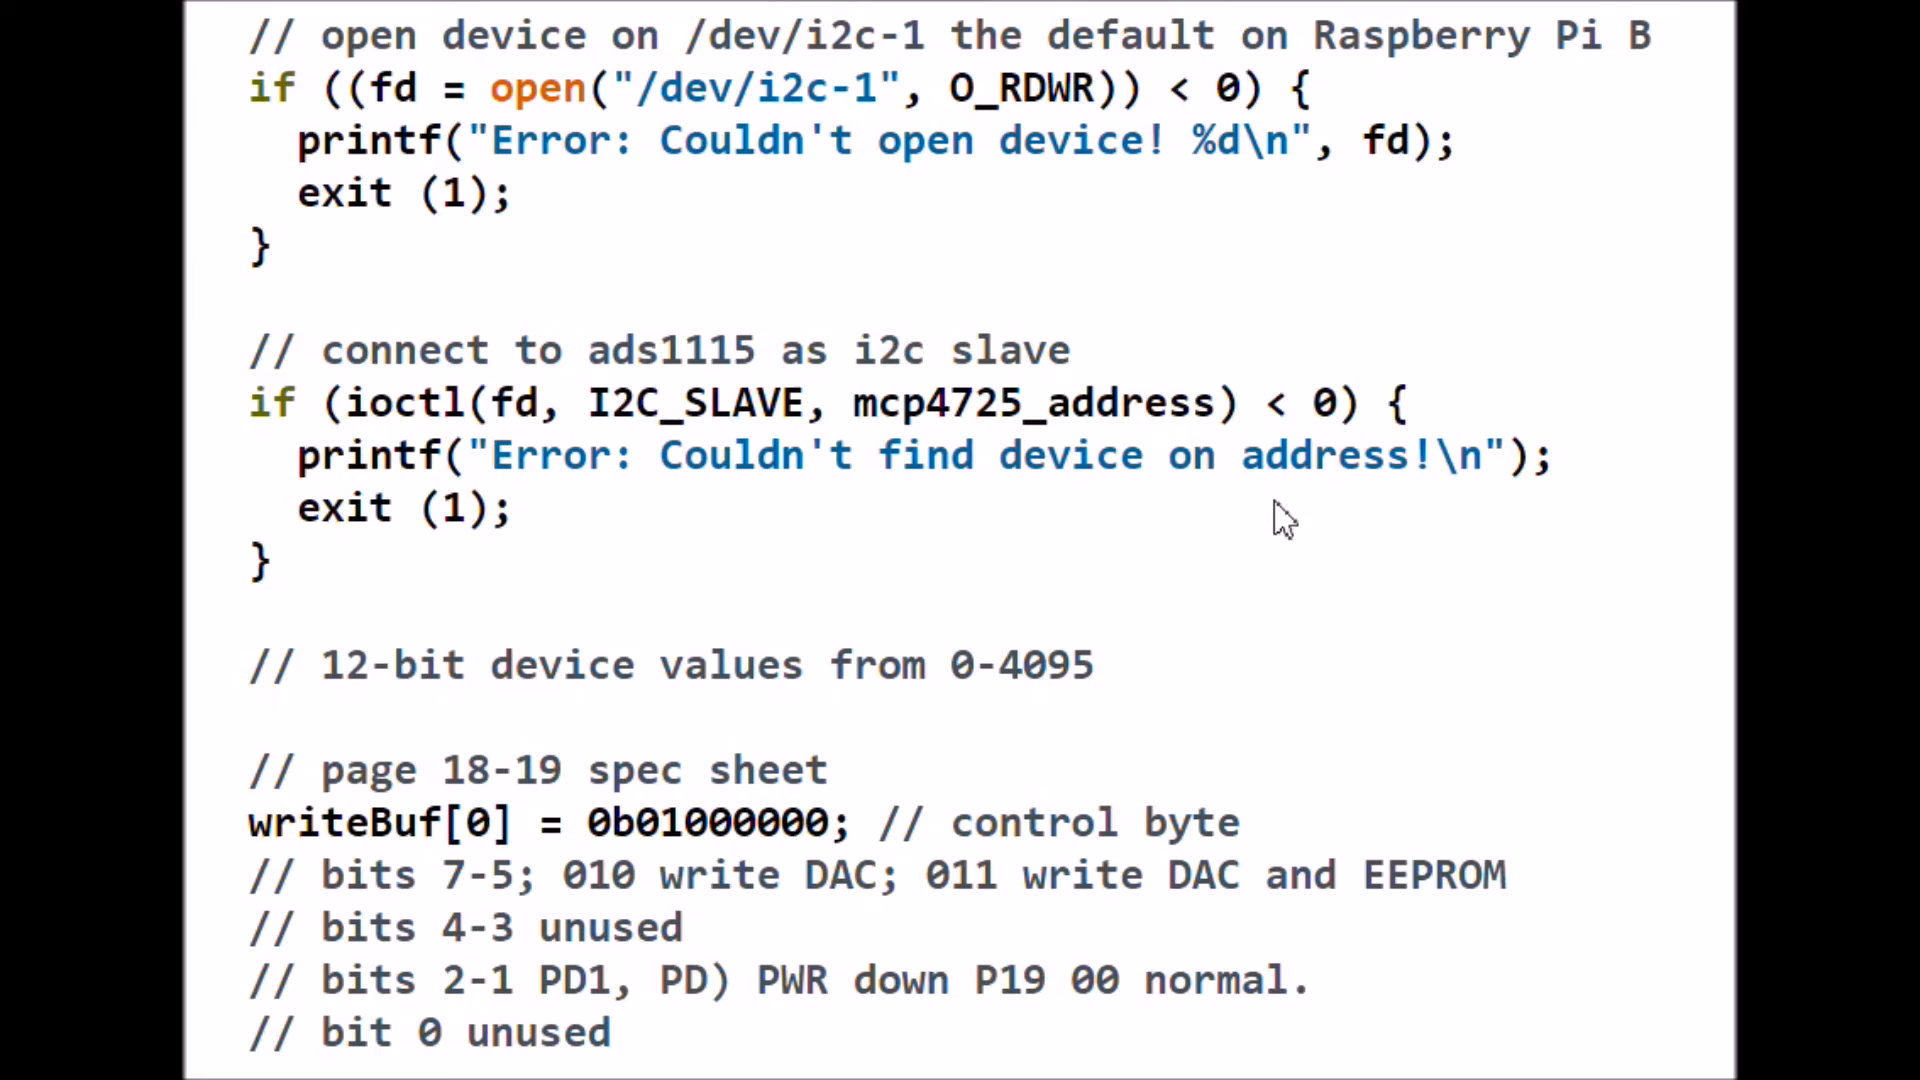 // open device on /dev/i2c-1 the default on Raspberry Pi B
if ((fd = open("/dev/i2c-1", O_RDWR)) < 0) {
  printf("Error: Couldn't open device! %d\n", fd);
  exit (1);
}

// connect to ads1115 as i2c slave
if (ioctl(fd, I2C_SLAVE, mcp4725_address) < 0) {
  printf("Error: Couldn't find device on address!\n");
  exit (1);
}

// 12-bit device values from 0-4095

// page 18-19 spec sheet
writeBuf[0] = 0b01000000; // control byte
// bits 7-5; 010 write DAC; 011 write DAC and EEPROM
// bits 4-3 unused
// bits 2-1 PD1, PD) PWR down P19 00 normal.
// bit 0 unused